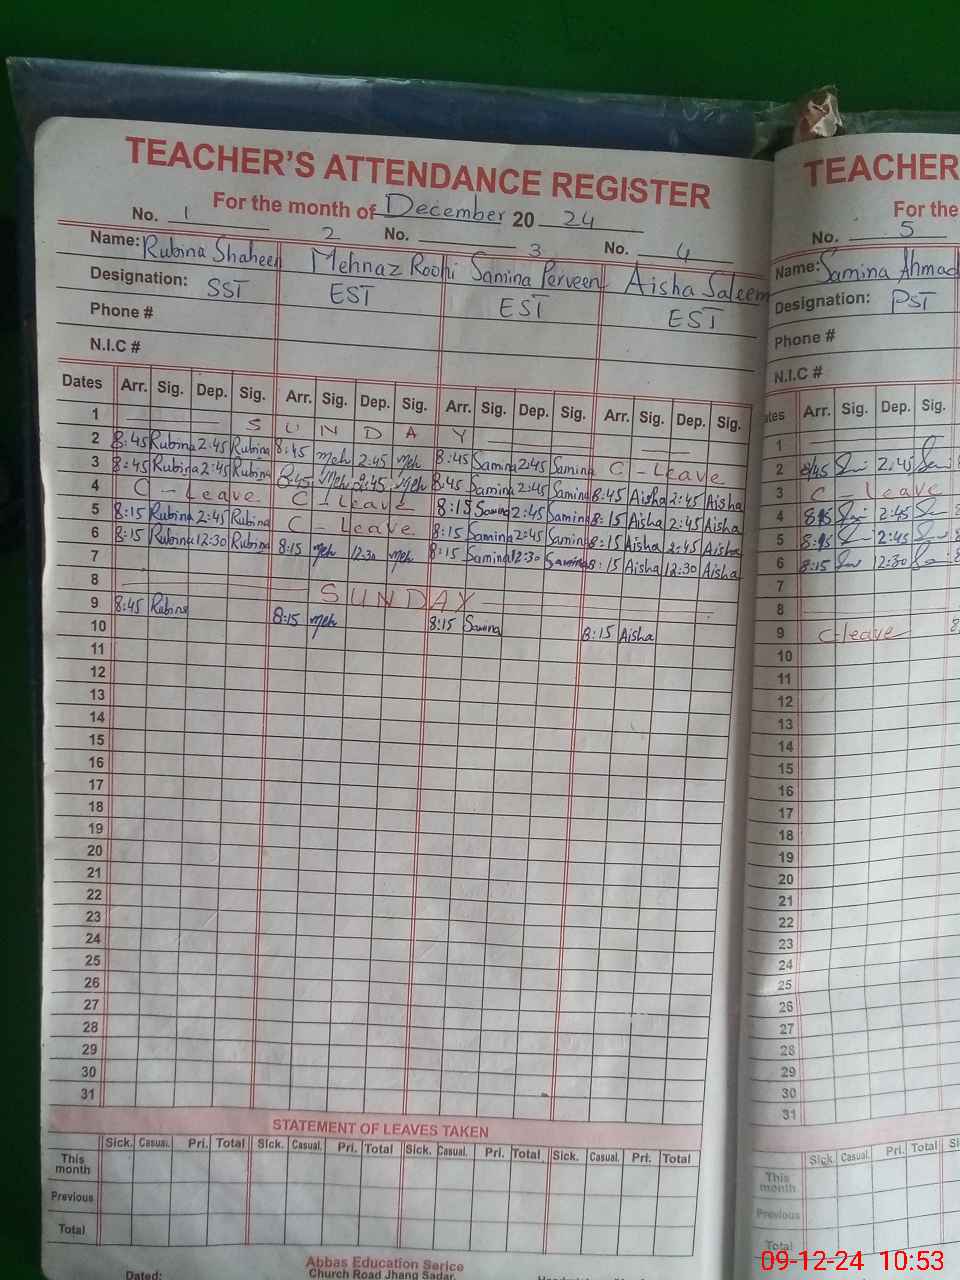 TEACHER'S ATTENDANCE REGISTER
For the month of December 2024
No. 1 2 No. 3 No. 4
Name: Rubina Shaheen Mehnaz Roohi Samina Perveen Aisha Saleem
Designation: SST EST EST EST
Phone #
N.I.C #
Dates Arr. Sig. Dep. Sig. Arr. Sig. Dep. Sig. Arr. Sig. Dep. Sig. Arr. Sig. Dep. Sig.
1 S U N D A Y
2 8:45 Rubina 2:45 Rubina 8:45 meh 2:45 meh 8:45 Samina 2:45 Samina C - Leave
3 8:45 Rubina 2:45 Rubina 8:45 meh 2:45 meh 8:45 Samina 2:45 Samina 8:45 Aisha 2:45 Aisha
4 C - Leave C - Leave 8:15 Samina 2:45 Samina 8:15 Aisha 2:45 Aisha
5 8:15 Rubina 2:45 Rubina C - Leave 8:15 Samina 2:45 Samina 8:15 Aisha 2:45 Aisha
6 8:15 Rubina 12:30 Rubina 8:15 meh 12:30 meh 8:15 Samina 12:30 Samina 8:15 Aisha 12:30 Aisha
7
8 SUNDAY
9 8:45 Rubina 8:15 meh 8:15 Samina 8:15 Aisha
10
11
12
13
14
15
16
17
18
19
20
21
22
23
24
25
26
27
28
29
30
31
STATEMENT OF LEAVES TAKEN
Sick. Casual. Pri. Total Sick. Casual. Pri. Total Sick. Casual. Pri. Total Sick. Casual. Pri. Total
This month
Previous
Total
Abbas Education Serice
Church Road Jhang Sadar.
Dated:
TEACHER
For the
No. 5
Name: Samina Ahmad
Designation: PST
Phone #
N.I.C #
ates Arr. Sig. Dep. Sig.
1
2 8:45 2:45
3 C - Leave
4 2:45
5 2:45
6 8:15 12:30
7
8
9 C-leave
10
11
12
13
14
15
16
17
18
19
20
21
22
23
24
25
26
27
28
29
30
31
Sick. Casual. Pri. Total
This month
Previous
Total
09-12-24 10:53